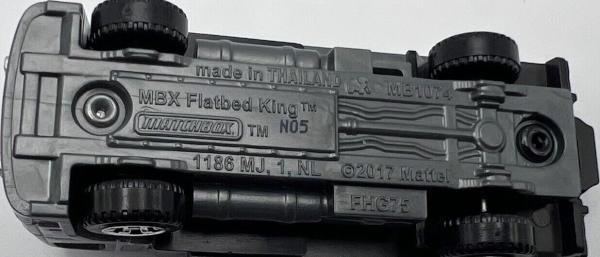 made in THAILAND MB1074
MBX Flatbed King™
MATCHBOX TM N05
1186 MJ, 1, NL ©2017 Mattel
FHG75